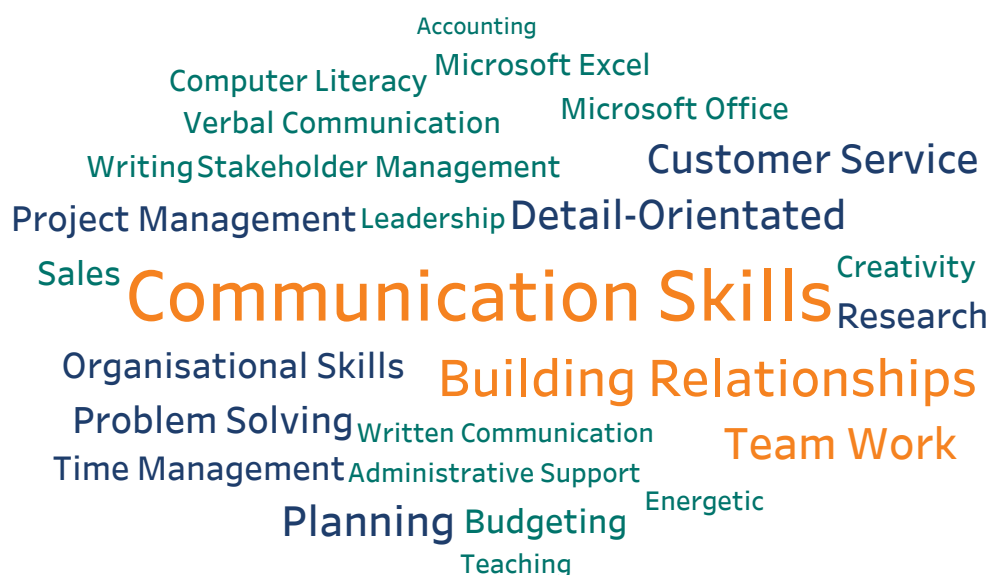 Accounting
Microsoft Excel
Computer Literacy
Microsoft Office
Verbal Communication
Customer Service
Writing
Stakeholder Management
Project Management
Leadership
Detail-Orientated
Sales
Communication Skills
Creativity
Research
Organisational Skills
Building Relationships
Problem Solving
Written Communication
Team Work
Time Management
Administrative Support
Energetic
Planning
Budgeting
Teaching